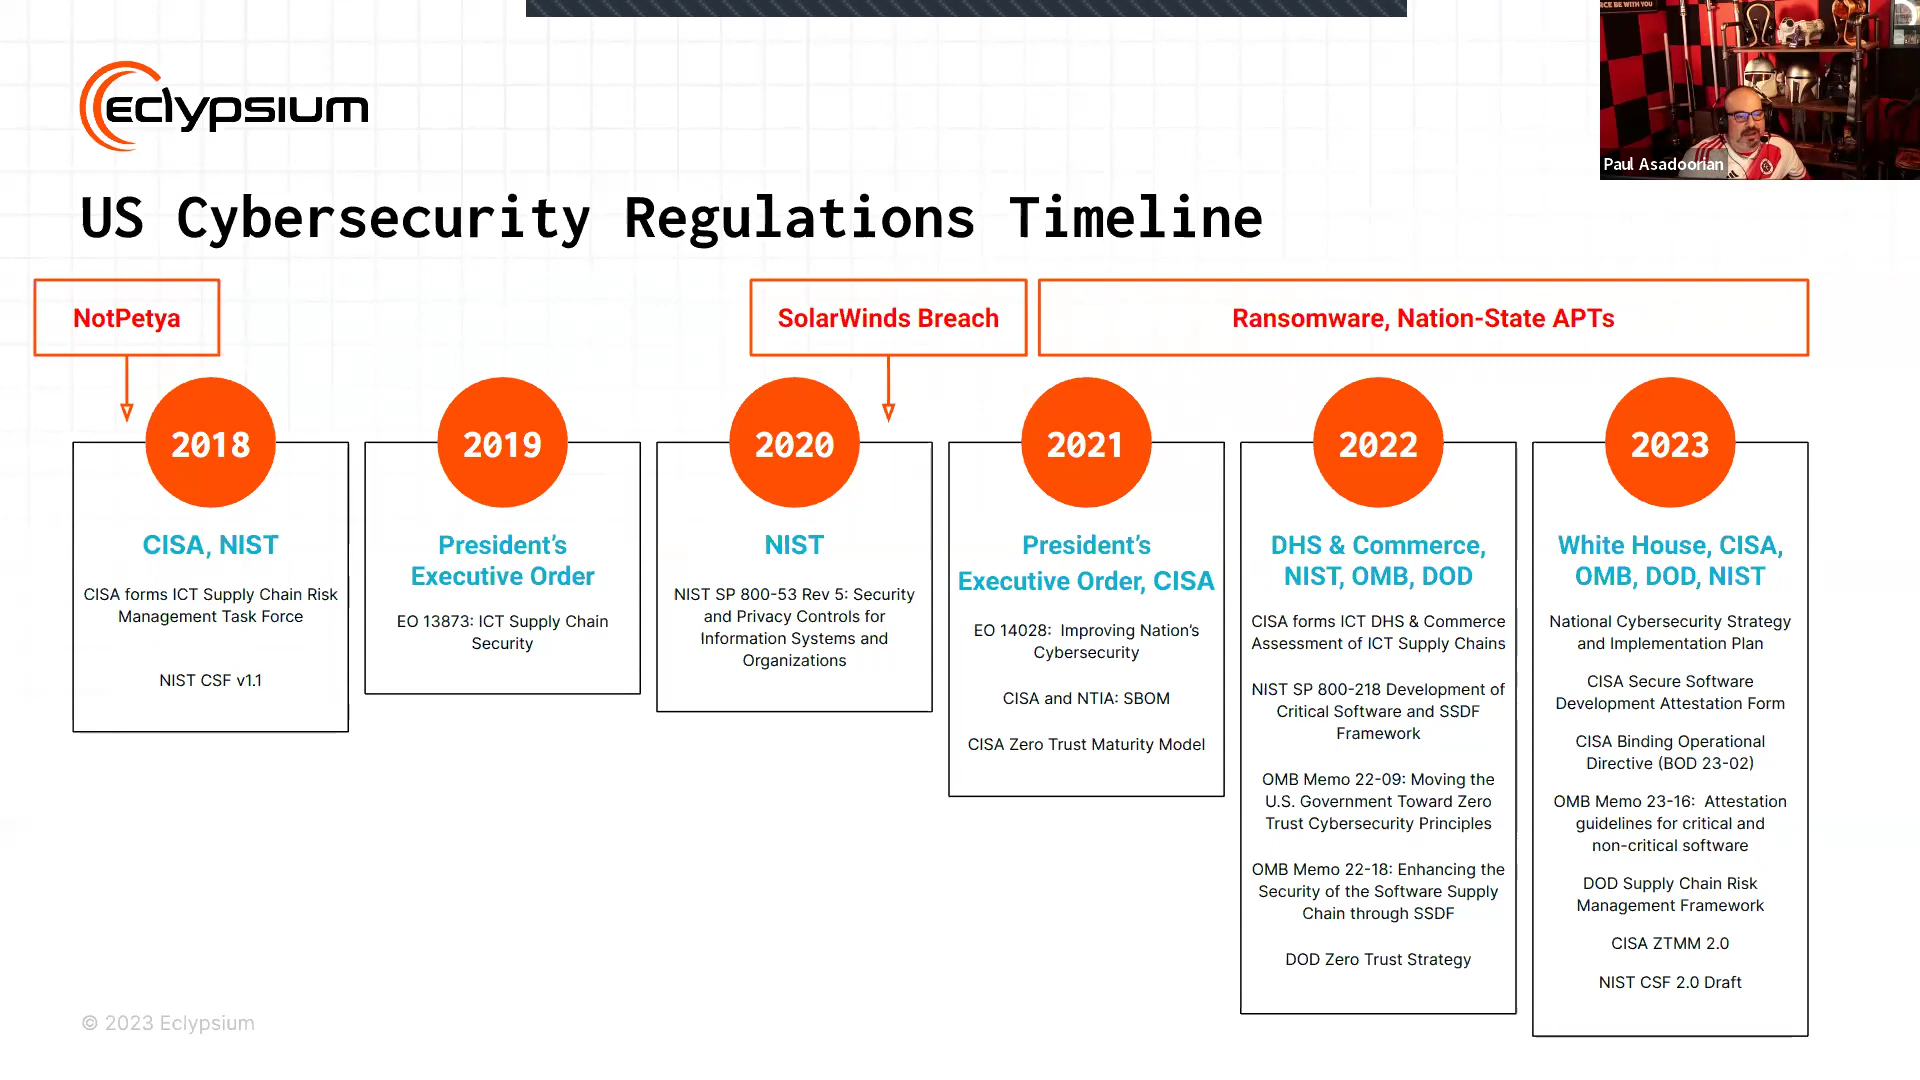 RCE BE WITH YOU
Eclypsium
Paul Asadoorian
US Cybersecurity Regulations Timeline
NotPetya
SolarWinds Breach
Ransomware, Nation-State APTs
2018
CISA, NIST
CISA forms ICT Supply Chain Risk
Management Task Force
NIST CSF v1.1
2019
President's
Executive Order
EO 13873: ICT Supply Chain
Security
2020
NIST
NIST SP 800-53 Rev 5: Security
and Privacy Controls for
Information Systems and
Organizations
2021
President's
Executive Order, CISA
EO 14028: Improving Nation's
Cybersecurity
CISA and NTIA: SBOM
CISA Zero Trust Maturity Model
2022
DHS & Commerce,
NIST, OMB, DOD
CISA forms ICT DHS & Commerce
Assessment of ICT Supply Chains
NIST SP 800-218 Development of
Critical Software and SSDF
Framework
OMB Memo 22-09: Moving the
U.S. Government Toward Zero
Trust Cybersecurity Principles
OMB Memo 22-18: Enhancing the
Security of the Software Supply
Chain through SSDF
DOD Zero Trust Strategy
2023
White House, CISA,
OMB, DOD, NIST
National Cybersecurity Strategy
and Implementation Plan
CISA Secure Software
Development Attestation Form
CISA Binding Operational
Directive (BOD 23-02)
OMB Memo 23-16: Attestation
guidelines for critical and
non-critical software
DOD Supply Chain Risk
Management Framework
CISA ZTMM 2.0
NIST CSF 2.0 Draft
© 2023 Eclypsium